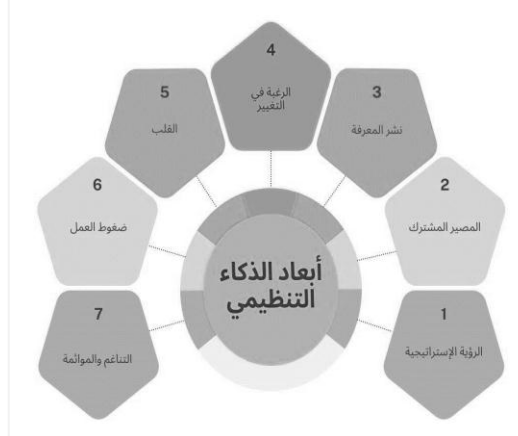 أبعاد الذكاء
التنظيمي
1
الرؤية الإستراتيجية
2
المصير المشترك
3
نشر المعرفة
4
الرغبة في
التغيير
5
القلب
6
ضغوط العمل
7
التناغم والموائمة